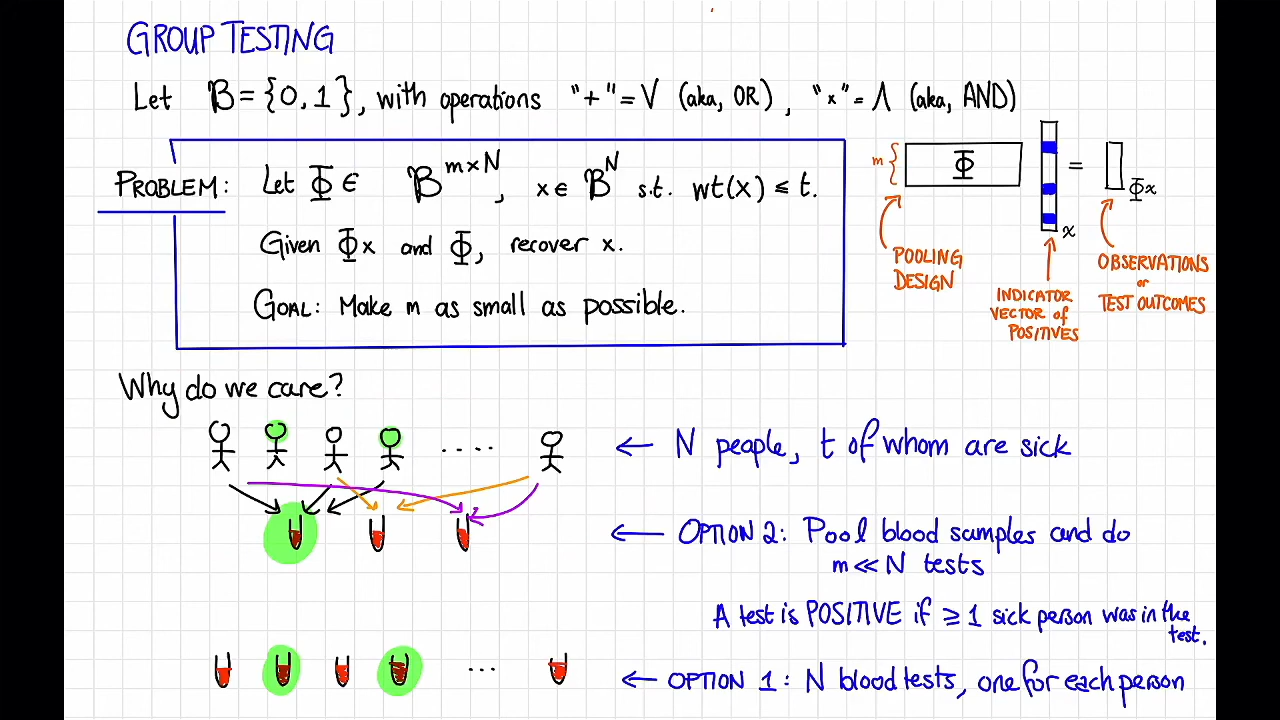 GROUP TESTING
Let B = {0,1}, with operations "+" = ∨ (aka, OR), "x" = ∧ (aka, AND)
PROBLEM: Let Φ ∈ B^{m×N}, x ∈ B^N s.t. wt(x) ≤ t.
Given Φx and Φ, recover x.
GOAL: Make m as small as possible.
m { Φ x = Φx
POOLING
DESIGN
INDICATOR
VECTOR of
POSITIVES
OBSERVATIONS
or
TEST OUTCOMES
Why do we care?
.... ← N people, t of whom are sick
← OPTION 2: Pool blood samples and do
m ≪ N tests
A test is POSITIVE if ≥ 1 sick person was in the
test.
... ← OPTION 1: N blood tests, one for each person